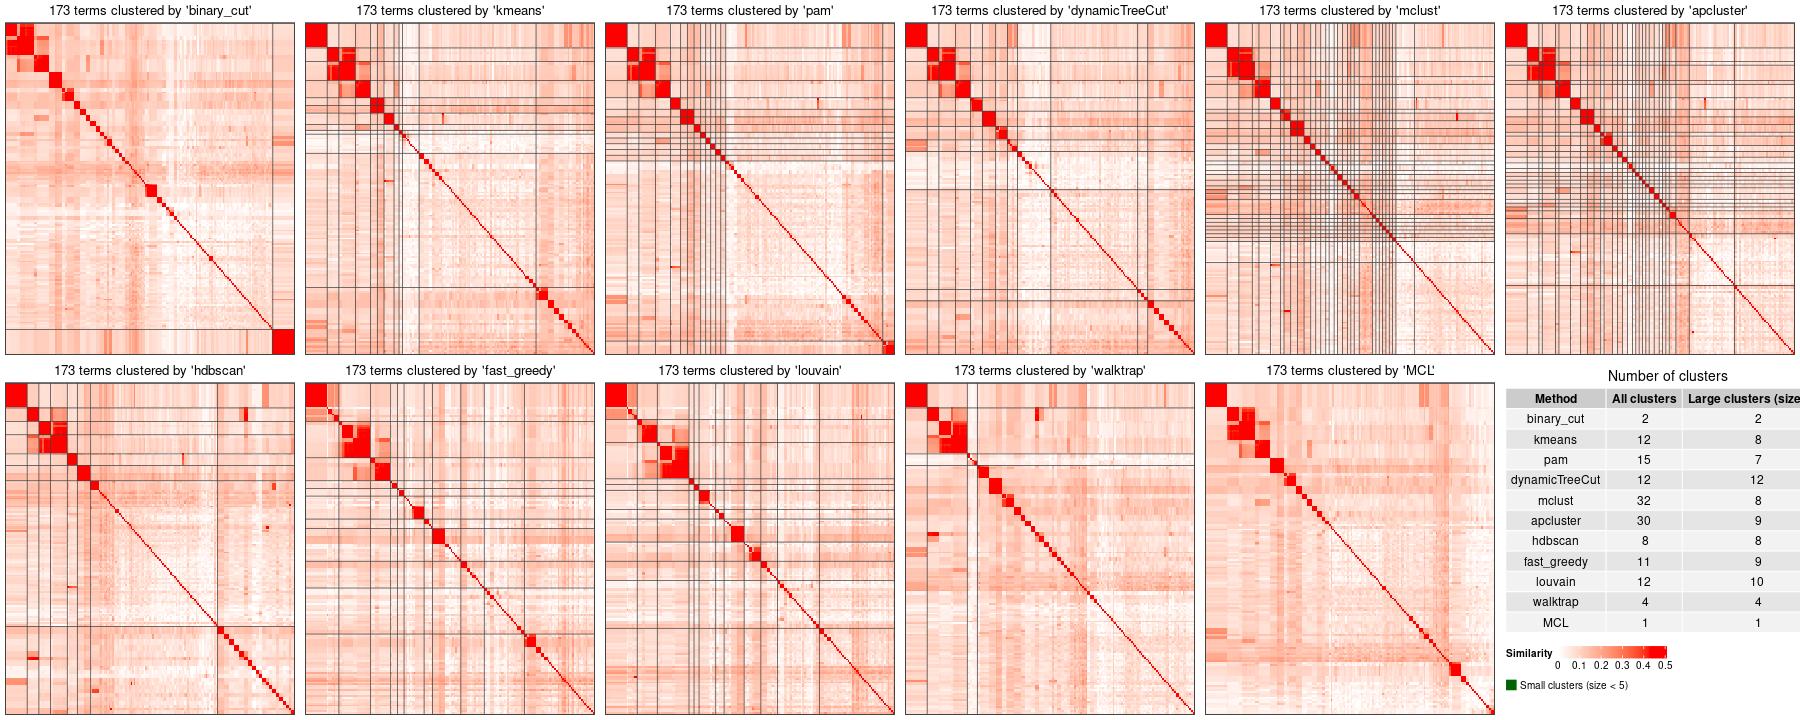 173 terms clustered by 'binary_cut'
173 terms clustered by 'kmeans'
173 terms clustered by 'pam'
173 terms clustered by 'dynamicTreeCut'
173 terms clustered by 'mclust'
173 terms clustered by 'apcluster'
173 terms clustered by 'hdbscan'
173 terms clustered by 'fast_greedy'
173 terms clustered by 'louvain'
173 terms clustered by 'walktrap'
173 terms clustered by 'MCL'
Number of clusters
Method All clusters Large clusters (size
binary_cut 2 2
kmeans 12 8
pam 15 7
dynamicTreeCut 12 12
mclust 32 8
apcluster 30 9
hdbscan 8 8
fast_greedy 11 9
louvain 12 10
walktrap 4 4
MCL 1 1
Similarity
0 0.1 0.2 0.3 0.4 0.5
Small clusters (size < 5)